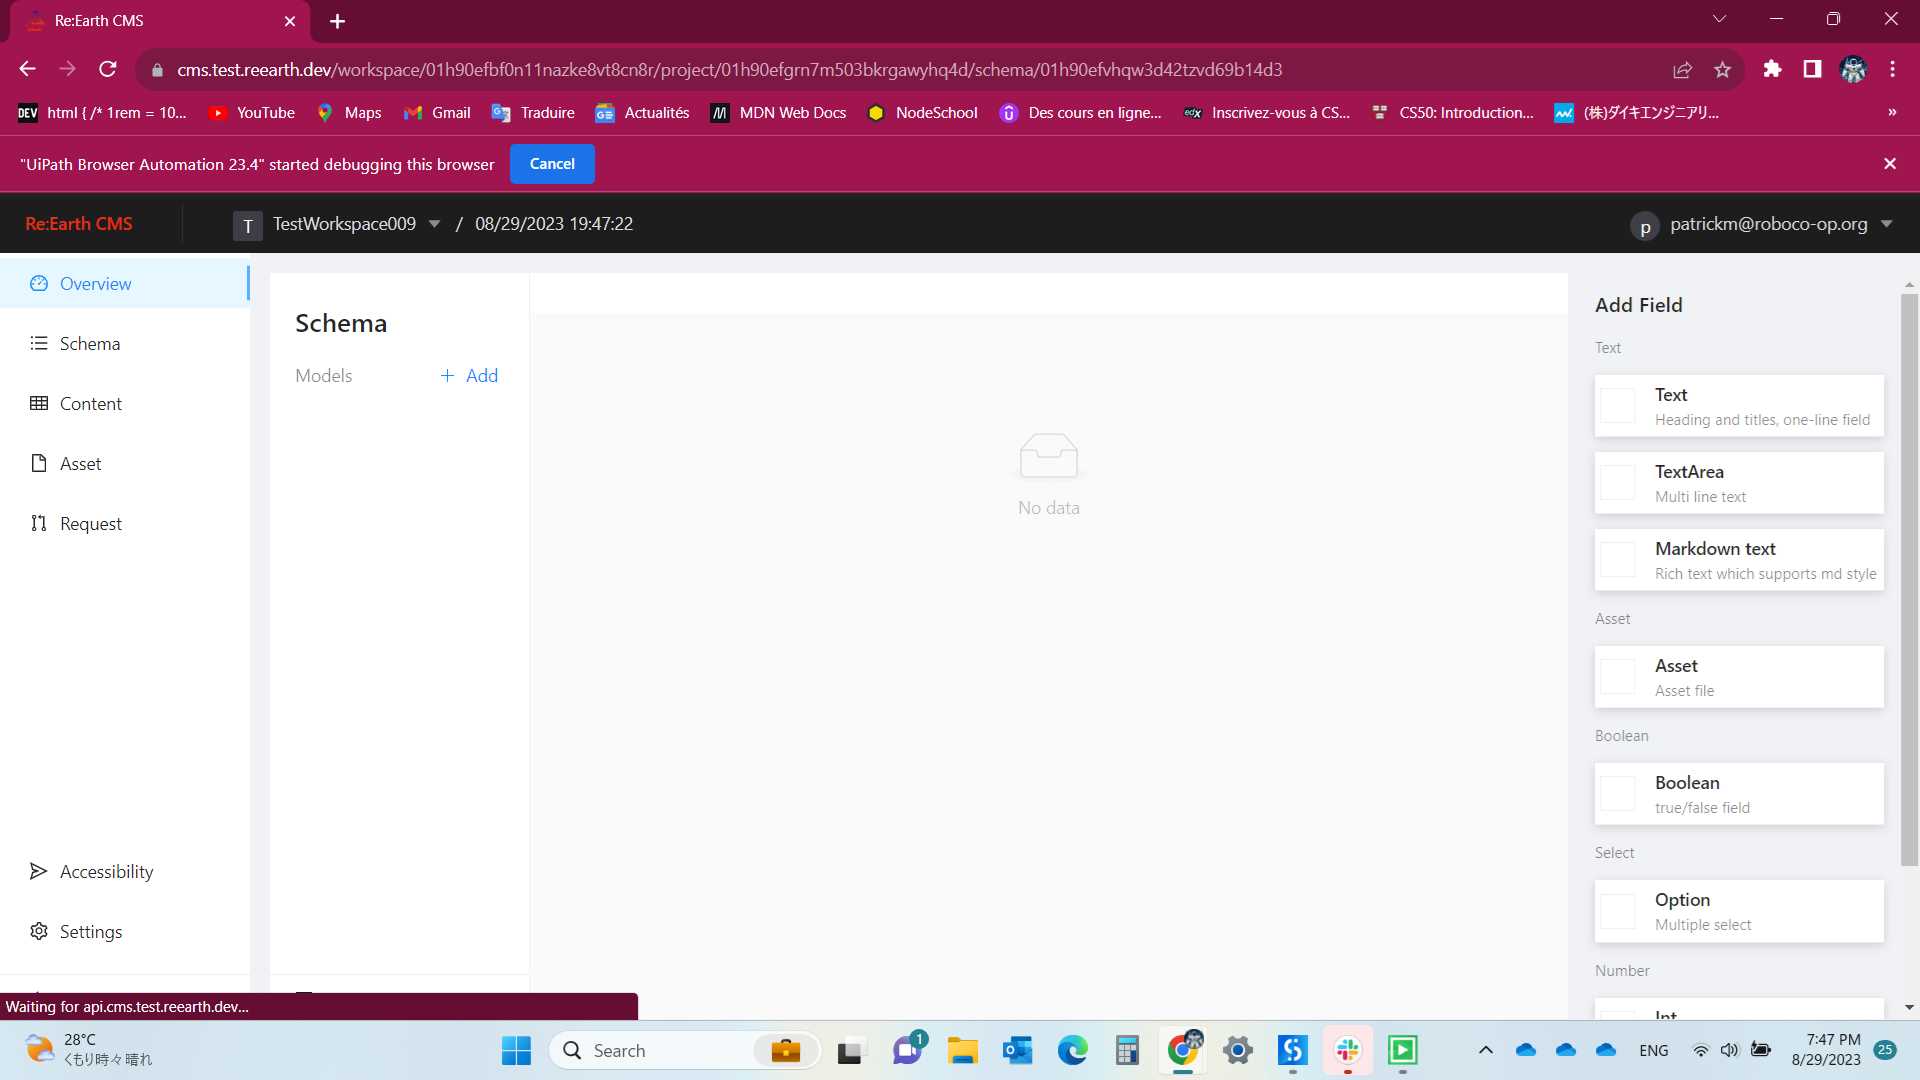 Re:Earth CMS
cms.test.reearth.dev/workspace/01h90efbf0n11nazke8vt8cn8r/project/01h90efgrn7m503bkrgawyhq4d/schema/01h90efvhqw3d42tzvd69b14d3
DEV html { /* 1rem = 10... YouTube Maps Gmail Traduire Actualités MDN Web Docs NodeSchool Des cours en ligne... edX Inscrivez-vous à CS... CS50: Introduction... (株)ダイキエンジニアリ... »
"UiPath Browser Automation 23.4" started debugging this browser Cancel
Re:Earth CMS T TestWorkspace009 / 08/29/2023 19:47:22 p patrickm@roboco-op.org
Overview
Schema
Content
Asset
Request
Accessibility
Settings
Schema
Models + Add
No data
Add Field
Text
Text
Heading and titles, one-line field
TextArea
Multi line text
Markdown text
Rich text which supports md style
Asset
Asset
Asset file
Boolean
Boolean
true/false field
Select
Option
Multiple select
Number
Int
Waiting for api.cms.test.reearth.dev...
28°C
くもり時々晴れ
Search
1
ENG
7:47 PM
8/29/2023
25